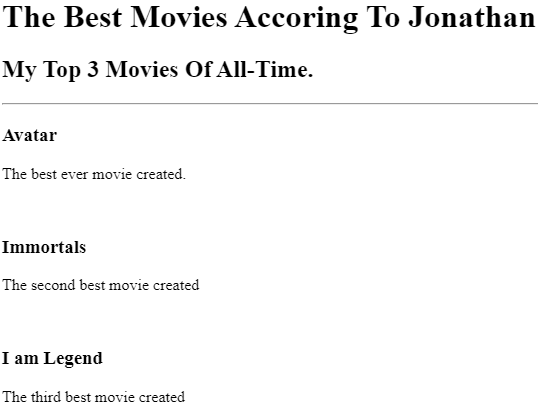 The Best Movies Accoring To Jonathan
My Top 3 Movies Of All-Time.
Avatar
The best ever movie created.
Immortals
The second best movie created
I am Legend
The third best movie created